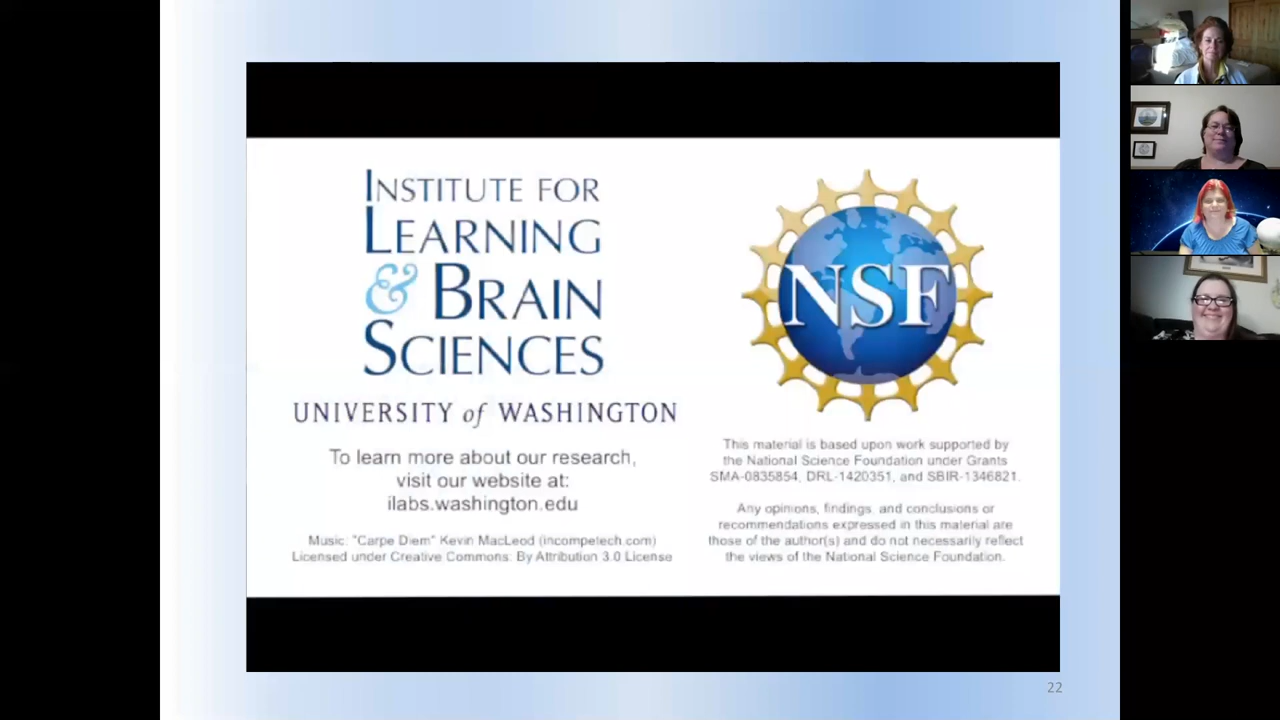 INSTITUTE FOR
LEARNING
& BRAIN
SCIENCES
UNIVERSITY of WASHINGTON
To learn more about our research,
visit our website at:
ilabs.washington.edu
Music: "Carpe Diem" Kevin MacLeod (incompetech.com)
Licensed under Creative Commons: By Attribution 3.0 License
NSF
This material is based upon work supported by
the National Science Foundation under Grants
SMA-0835854, DRL-1420351, and SBIR-1346821.
Any opinions, findings, and conclusions or
recommendations expressed in this material are
those of the author(s) and do not necessarily reflect
the views of the National Science Foundation.
22